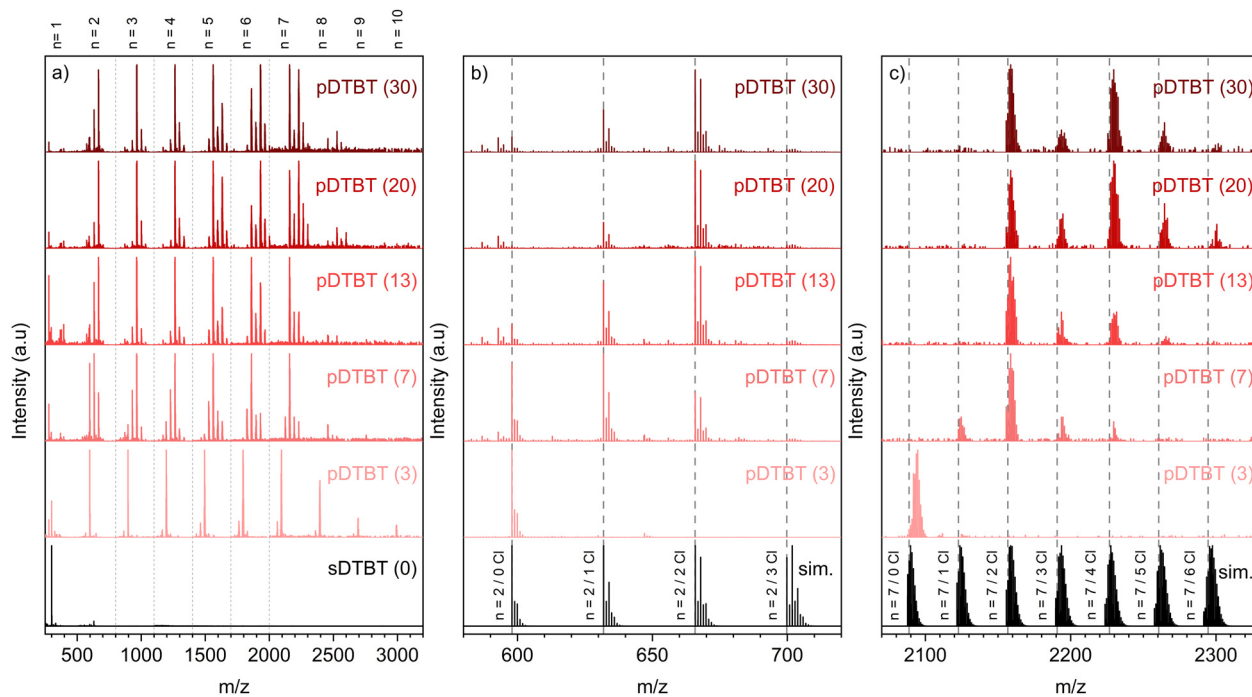 n= 1
n = 2
n = 3
n = 4
n = 5
n = 6
n = 7
n = 8
n = 9
n = 10
a)
pDTBT (30)
pDTBT (20)
pDTBT (13)
pDTBT (7)
pDTBT (3)
sDTBT (0)
Intensity (a.u)
500
1000
1500
2000
2500
3000
m/z
b)
pDTBT (30)
pDTBT (20)
pDTBT (13)
pDTBT (7)
pDTBT (3)
sim.
n = 2 / 0 Cl
n = 2 / 1 Cl
n = 2 / 2 Cl
n = 2 / 3 Cl
Intensity (a.u)
600
650
700
m/z
c)
pDTBT (30)
pDTBT (20)
pDTBT (13)
pDTBT (7)
pDTBT (3)
sim.
n = 7 / 0 Cl
n = 7 / 1 Cl
n = 7 / 2 Cl
n = 7 / 3 Cl
n = 7 / 4 Cl
n = 7 / 5 Cl
n = 7 / 6 Cl
Intensity (a.u)
2100
2200
2300
m/z